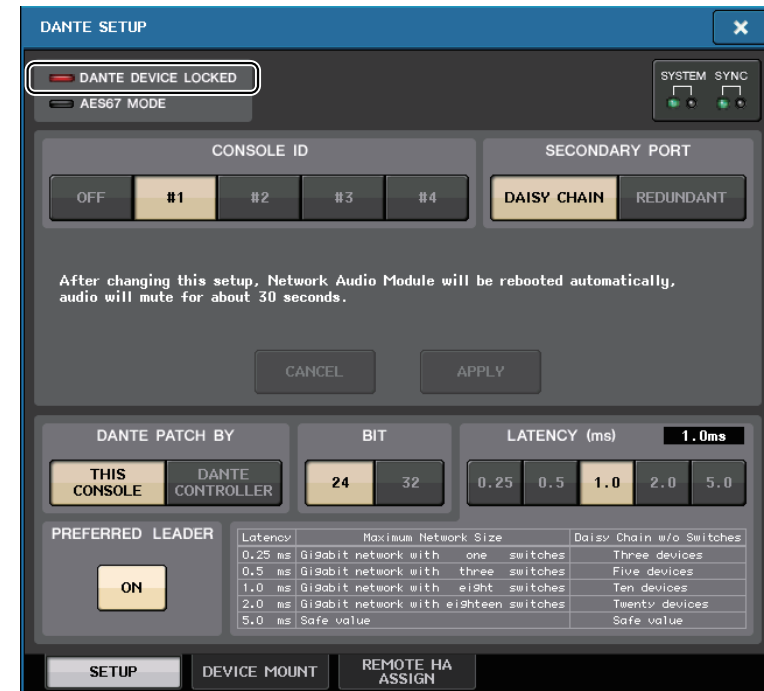 DANTE SETUP
DANTE DEVICE LOCKED
AES67 MODE
SYSTEM SYNC
CONSOLE ID
OFF #1 #2 #3 #4
SECONDARY PORT
DAISY CHAIN REDUNDANT
After changing this setup, Network Audio Module will be rebooted automatically,
audio will mute for about 30 seconds.
CANCEL APPLY
DANTE PATCH BY
THIS CONSOLE DANTE CONTROLLER
BIT
24 32
LATENCY (ms) 1.0ms
0.25 0.5 1.0 2.0 5.0
PREFERRED LEADER
ON
Latency Maximum Network Size Daisy Chain w/o Switches
0.25 ms Gigabit network with one switches Three devices
0.5 ms Gigabit network with three switches Five devices
1.0 ms Gigabit network with eight switches Ten devices
2.0 ms Gigabit network with eighteen switches Twenty devices
5.0 ms Safe value Safe value
SETUP DEVICE MOUNT REMOTE HA ASSIGN